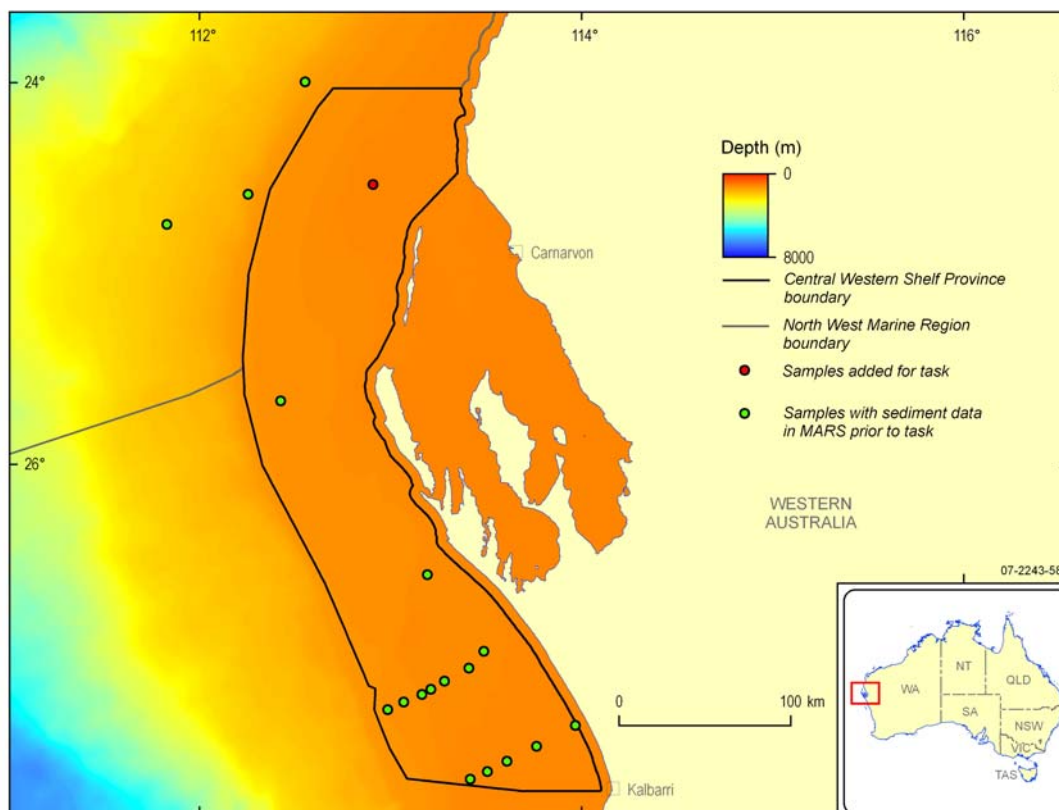 112°
114°
116°
24°
26°
Depth (m)
0
8000
Central Western Shelf Province
boundary
North West Marine Region
boundary
Samples added for task
Samples with sediment data
in MARS prior to task
Carnarvon
WESTERN
AUSTRALIA
07-2243-58
0
100 km
Kalbarri
WA
NT
QLD
SA
NSW
VIC
TAS